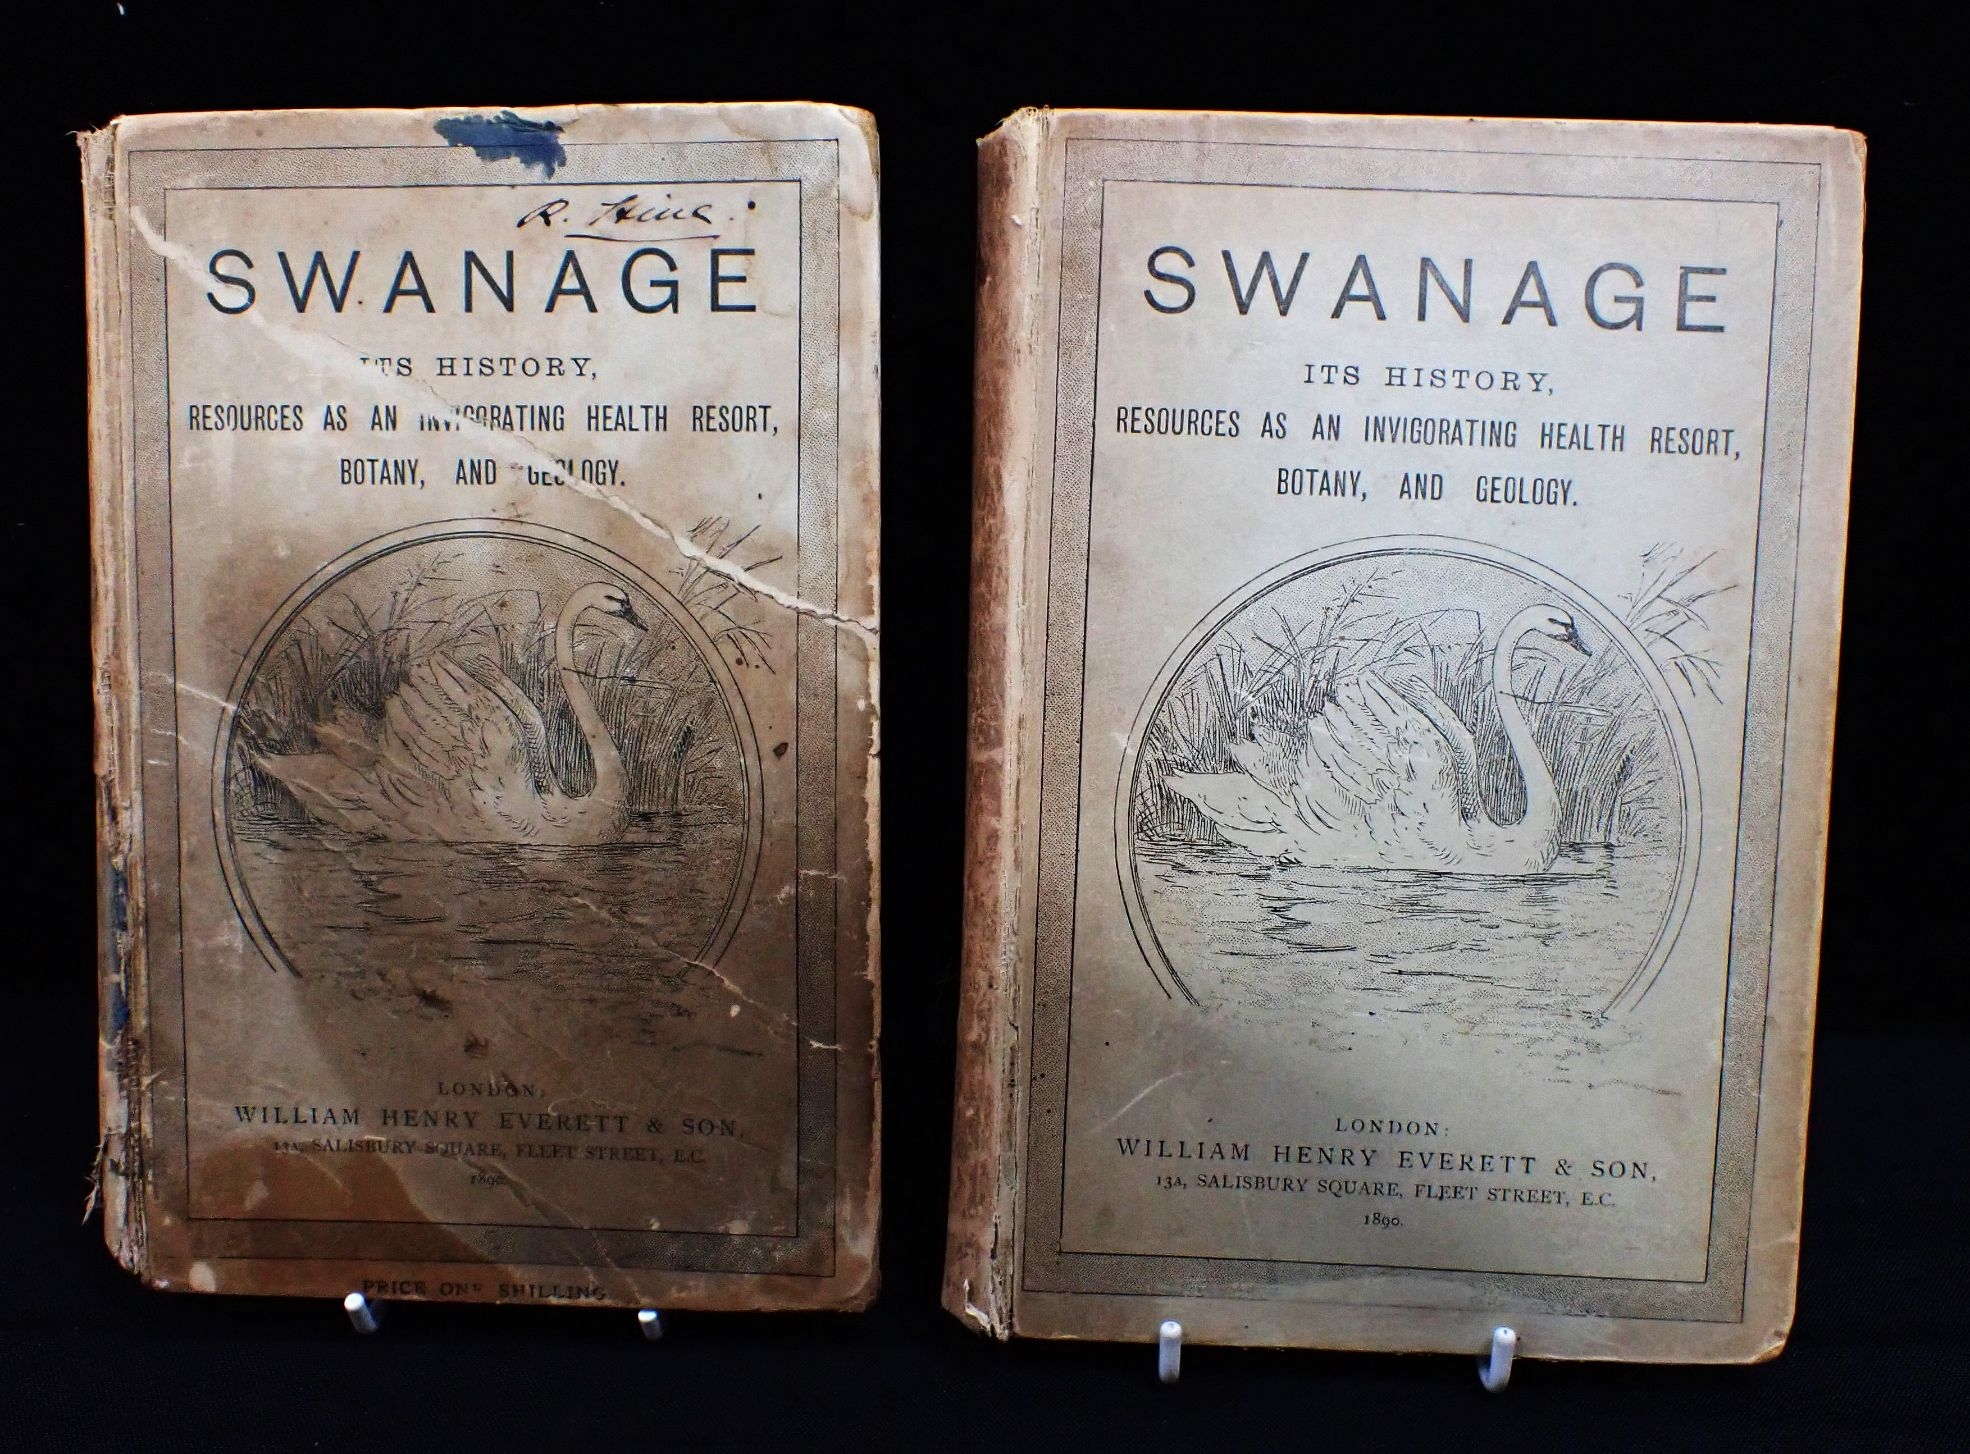 R. Hine.
SWANAGE
ITS HISTORY,
RESOURCES AS AN INVIGORATING HEALTH RESORT,
BOTANY, AND GEOLOGY.
LONDON:
WILLIAM HENRY EVERETT & SON,
13A, SALISBURY SQUARE, FLEET STREET, E.C.
1890.
PRICE ONE SHILLING
SWANAGE
ITS HISTORY,
RESOURCES AS AN INVIGORATING HEALTH RESORT,
BOTANY, AND GEOLOGY.
LONDON:
WILLIAM HENRY EVERETT & SON,
13A, SALISBURY SQUARE, FLEET STREET, E.C.
1890.